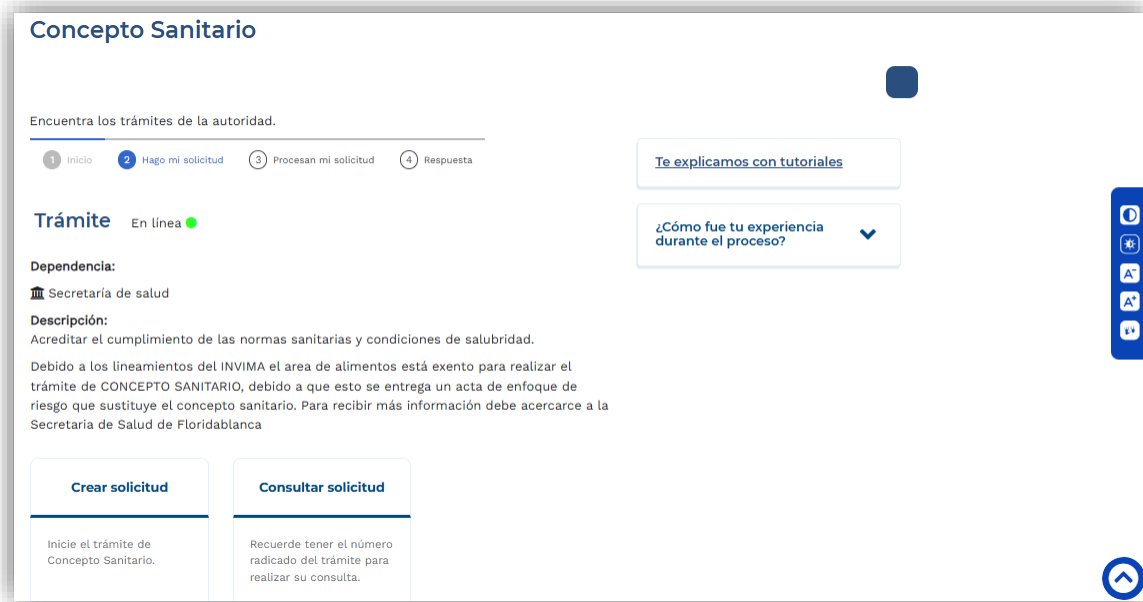 Concepto Sanitario
Encuentra los trámites de la autoridad.
1 Inicio 2 Hago mi solicitud 3 Procesan mi solicitud 4 Respuesta
Te explicamos con tutoriales
¿Cómo fue tu experiencia
durante el proceso?
Trámite En línea
Dependencia:
Secretaría de salud
Descripción:
Acreditar el cumplimiento de las normas sanitarias y condiciones de salubridad.
Debido a los lineamientos del INVIMA el area de alimentos está exento para realizar el
trámite de CONCEPTO SANITARIO, debido a que esto se entrega un acta de enfoque de
riesgo que sustituye el concepto sanitario. Para recibir más información debe acercarce a la
Secretaria de Salud de Floridablanca
Crear solicitud
Inicie el trámite de
Concepto Sanitario.
Consultar solicitud
Recuerde tener el número
radicado del trámite para
realizar su consulta.
A-
A+